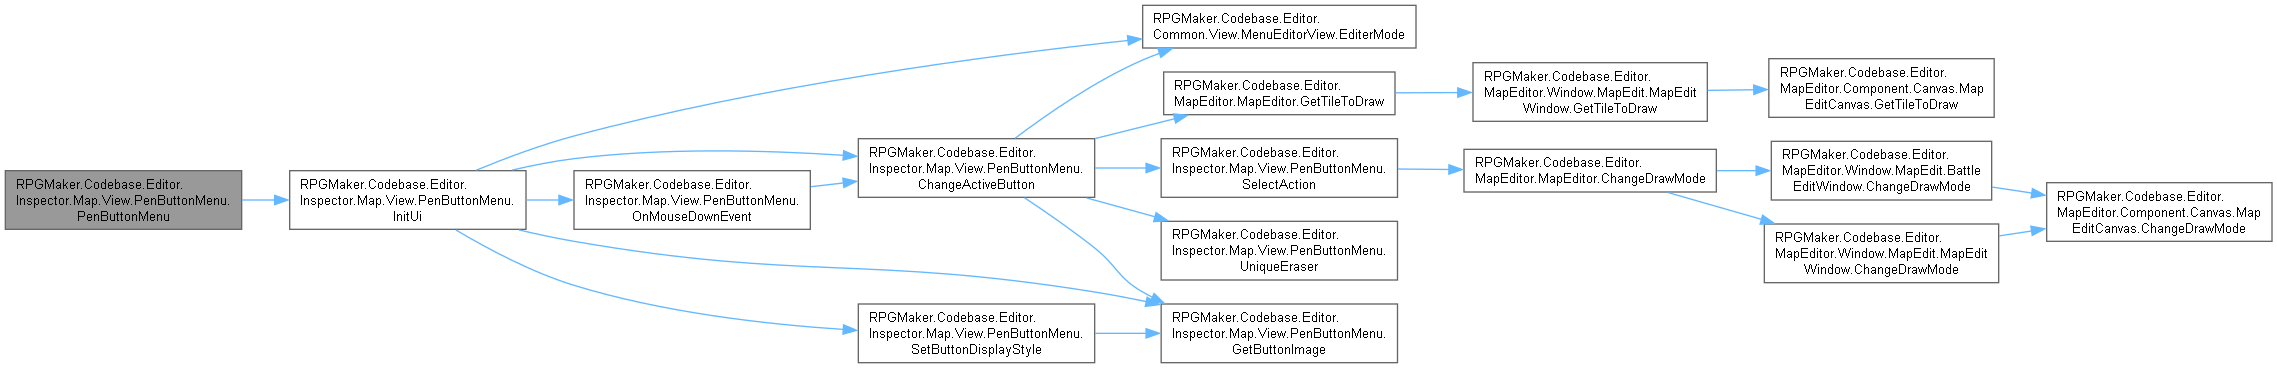 RPGMaker.Codebase.Editor.
Inspector.Map.View.PenButtonMenu.
PenButtonMenu
RPGMaker.Codebase.Editor.
Inspector.Map.View.PenButtonMenu.
InitUi
RPGMaker.Codebase.Editor.
Inspector.Map.View.PenButtonMenu.
OnMouseDownEvent
RPGMaker.Codebase.Editor.
Inspector.Map.View.PenButtonMenu.
ChangeActiveButton
RPGMaker.Codebase.Editor.
Inspector.Map.View.PenButtonMenu.
SetButtonDisplayStyle
RPGMaker.Codebase.Editor.
Common.View.MenuEditorView.EditerMode
RPGMaker.Codebase.Editor.
MapEditor.MapEditor.GetTileToDraw
RPGMaker.Codebase.Editor.
Inspector.Map.View.PenButtonMenu.
SelectAction
RPGMaker.Codebase.Editor.
Inspector.Map.View.PenButtonMenu.
UniqueEraser
RPGMaker.Codebase.Editor.
Inspector.Map.View.PenButtonMenu.
GetButtonImage
RPGMaker.Codebase.Editor.
MapEditor.Window.MapEdit.MapEdit
Window.GetTileToDraw
RPGMaker.Codebase.Editor.
MapEditor.MapEditor.ChangeDrawMode
RPGMaker.Codebase.Editor.
MapEditor.Component.Canvas.Map
EditCanvas.GetTileToDraw
RPGMaker.Codebase.Editor.
MapEditor.Window.MapEdit.Battle
EditWindow.ChangeDrawMode
RPGMaker.Codebase.Editor.
MapEditor.Window.MapEdit.MapEdit
Window.ChangeDrawMode
RPGMaker.Codebase.Editor.
MapEditor.Component.Canvas.Map
EditCanvas.ChangeDrawMode